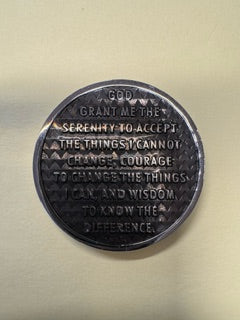 GOD
GRANT ME THE
SERENITY TO ACCEPT
THE THINGS I CANNOT
CHANGE, COURAGE
TO CHANGE THE THINGS
I CAN, AND WISDOM
TO KNOW THE
DIFFERENCE.